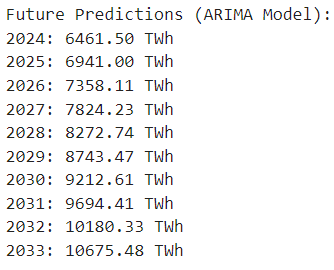 Future Predictions (ARIMA Model):
2024: 6461.50 TWh
2025: 6941.00 TWh
2026: 7358.11 TWh
2027: 7824.23 TWh
2028: 8272.74 TWh
2029: 8743.47 TWh
2030: 9212.61 TWh
2031: 9694.41 TWh
2032: 10180.33 TWh
2033: 10675.48 TWh